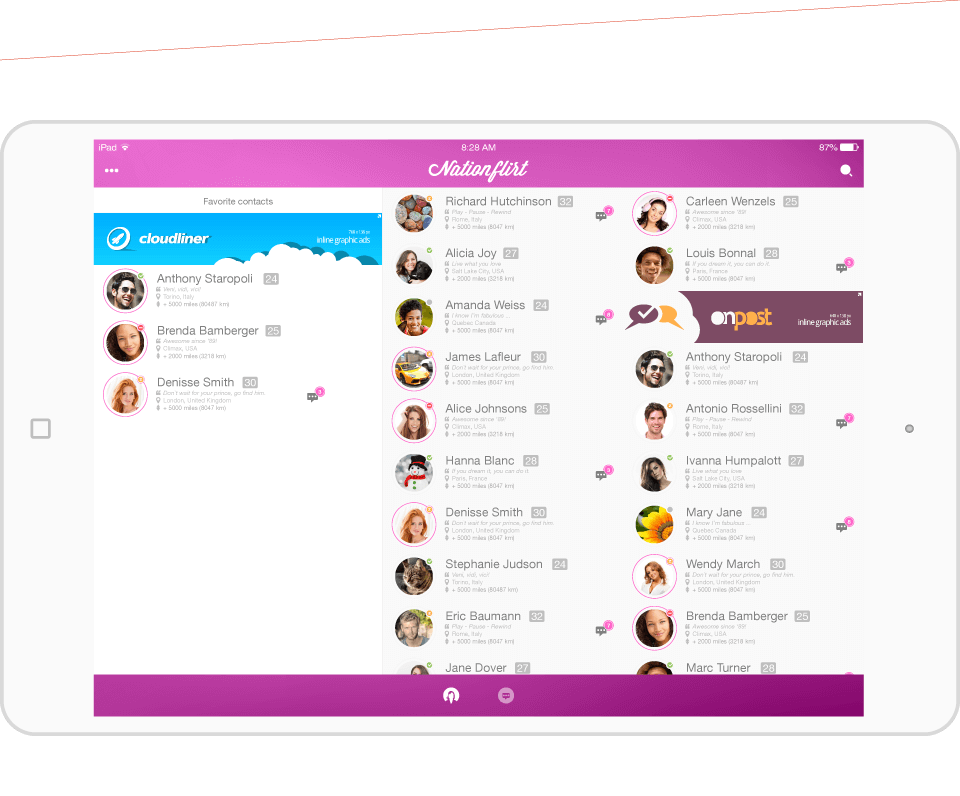 iPad
8:28 AM
87%
Nationflirt
Favorite contacts
cloudliner
inline graphic ads
Anthony Staropoli 24
Veni, vidi, vici!
Torino, Italy
+ 5000 miles (80487 km)
Brenda Bamberger 25
Awesome since '89!
Climax, USA
+ 2000 miles (3218 km)
Denisse Smith 30
Don't wait for your prince, go find him.
London, United Kingdom
+ 5000 miles (8047 km)
3
Richard Hutchinson 32
Play - Pause - Rewind
Rome, Italy
+ 5000 miles (8047 km)
7
Alicia Joy 27
Live what you love
Salt Lake City, USA
+ 2000 miles (3218 km)
Amanda Weiss 24
I know I'm fabulous ...
Quebec Canada
+ 5000 miles (8047 km)
8
James Lafleur 30
Don't wait for your prince, go find him.
London, United Kingdom
+ 5000 miles (8047 km)
Alice Johnsons 25
Awesome since '89!
Climax, USA
+ 2000 miles (3218 km)
Hanna Blanc 28
If you dream it, you can do it.
Paris, France
+ 5000 miles (8047 km)
3
Denisse Smith 30
Don't wait for your prince, go find him.
London, United Kingdom
+ 5000 miles (8047 km)
Stephanie Judson 24
Veni, vidi, vici!
Torino, Italy
+ 5000 miles (80487 km)
Eric Baumann 32
Play - Pause - Rewind
Rome, Italy
+ 5000 miles (8047 km)
7
Jane Dover 27
Carleen Wenzels 25
Awesome since '89!
Climax, USA
+ 2000 miles (3218 km)
Louis Bonnal 28
If you dream it, you can do it.
Paris, France
+ 5000 miles (8047 km)
3
onpost
inline graphic ads
Anthony Staropoli 24
Veni, vidi, vici!
Torino, Italy
+ 5000 miles (80487 km)
Antonio Rossellini 32
Play - Pause - Rewind
Rome, Italy
+ 5000 miles (8047 km)
7
Ivanna Humpalott 27
Live what you love
Salt Lake City, USA
+ 2000 miles (3218 km)
Mary Jane 24
I know I'm fabulous ...
Quebec Canada
+ 5000 miles (8047 km)
8
Wendy March 30
Don't wait for your prince, go find him.
London, United Kingdom
+ 5000 miles (8047 km)
Brenda Bamberger 25
Awesome since '89!
Climax, USA
+ 2000 miles (3218 km)
Marc Turner 28